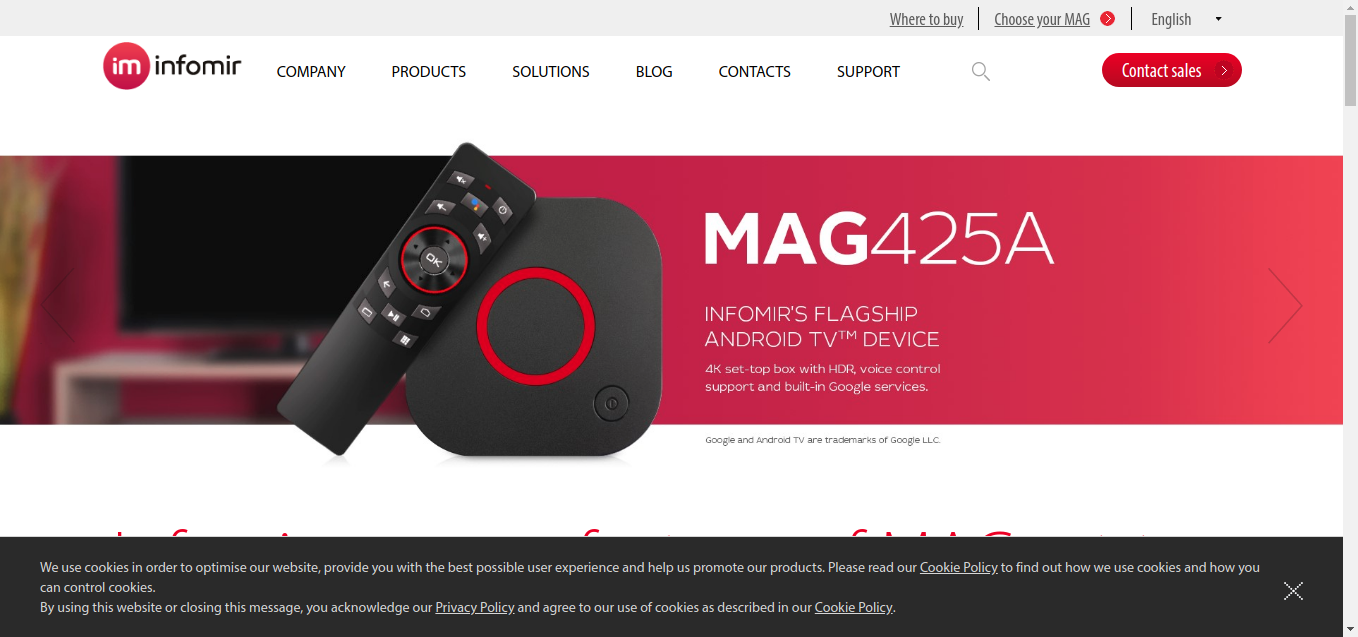 Where to buy
Choose your MAG
English
im infomir
COMPANY
PRODUCTS
SOLUTIONS
BLOG
CONTACTS
SUPPORT
Contact sales
OK
MAG425A
INFOMIR'S FLAGSHIP
ANDROID TV™ DEVICE
4K set-top box with HDR, voice control
support and built-in Google services.
Google and Android TV are trademarks of Google LLC.
We use cookies in order to optimise our website, provide you with the best possible user experience and help us promote our products. Please read our Cookie Policy to find out how we use cookies and how you
can control cookies.
By using this website or closing this message, you acknowledge our Privacy Policy and agree to our use of cookies as described in our Cookie Policy.